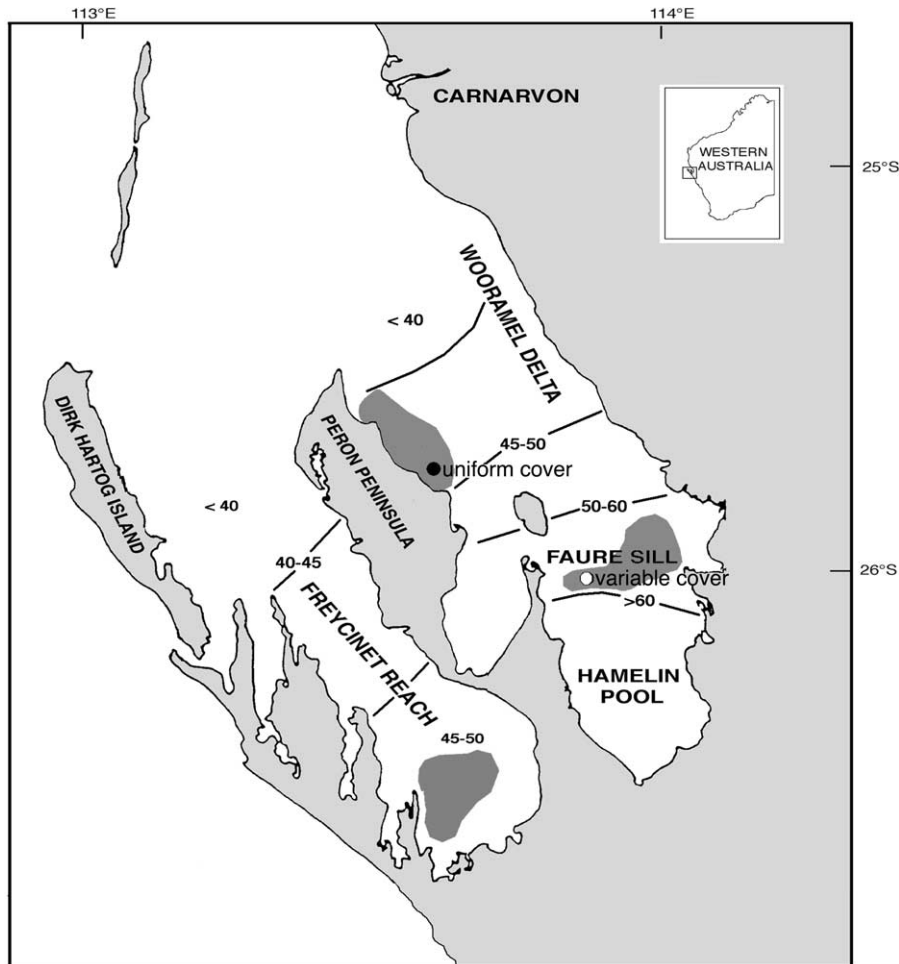 113°E
114°E
CARNARVON
WESTERN
AUSTRALIA
25°S
WOORAMEL DELTA
< 40
DIRK HARTOG ISLAND
PERON PENINSULA
45-50
uniform cover
< 40
50-60
40-45
FAURE SILL
variable cover
26°S
>60
FREYCINET REACH
HAMELIN
POOL
45-50